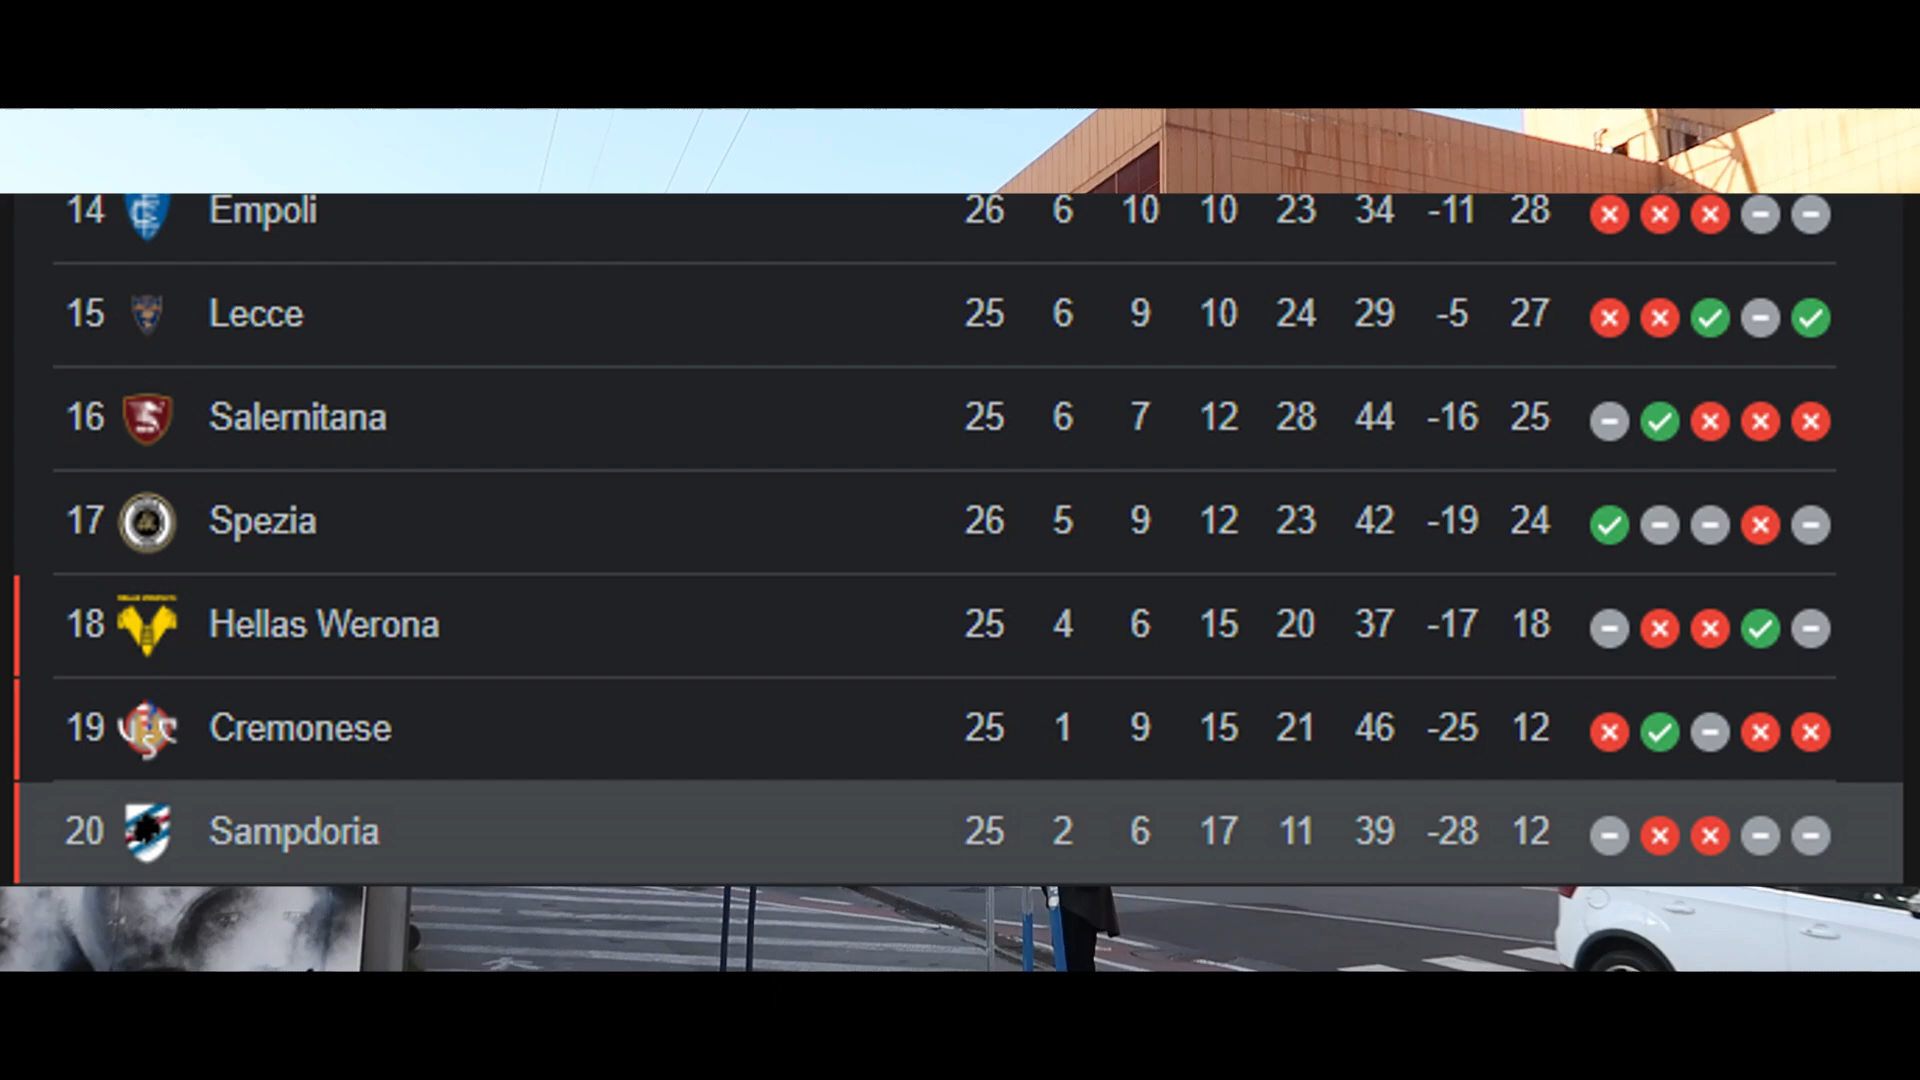 14 Empoli 26 6 10 10 23 34 -11 28
15 Lecce 25 6 9 10 24 29 -5 27
16 Salernitana 25 6 7 12 28 44 -16 25
17 Spezia 26 5 9 12 23 42 -19 24
18 Hellas Werona 25 4 6 15 20 37 -17 18
19 Cremonese 25 1 9 15 21 46 -25 12
20 Sampdoria 25 2 6 17 11 39 -28 12